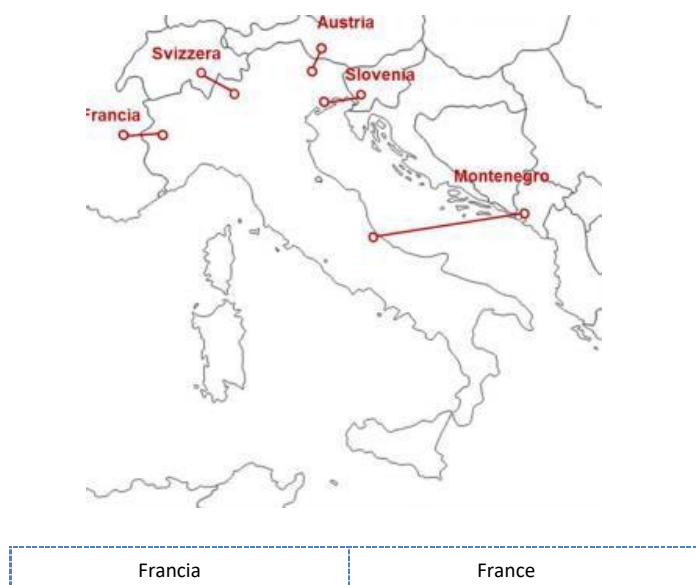 Austria
Svizzera
Slovenia
Francia
Montenegro
Francia France